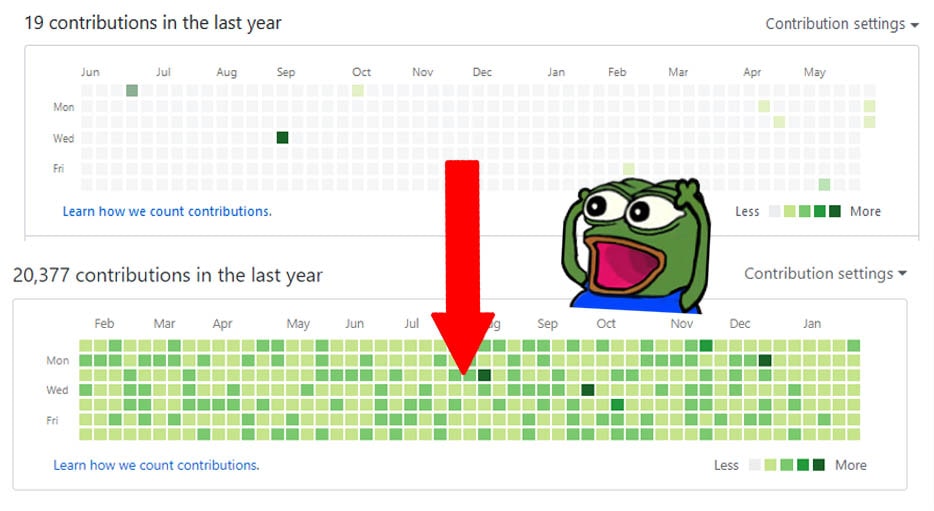 19 contributions in the last year
Contribution settings
Jun Jul Aug Sep Oct Nov Dec Jan Feb Mar Apr May
Mon
Wed
Fri
Learn how we count contributions.
Less More
20,377 contributions in the last year
Contribution settings
Feb Mar Apr May Jun Jul ug Sep Oct Nov Dec Jan
Mon
Wed
Fri
Learn how we count contributions.
Less More